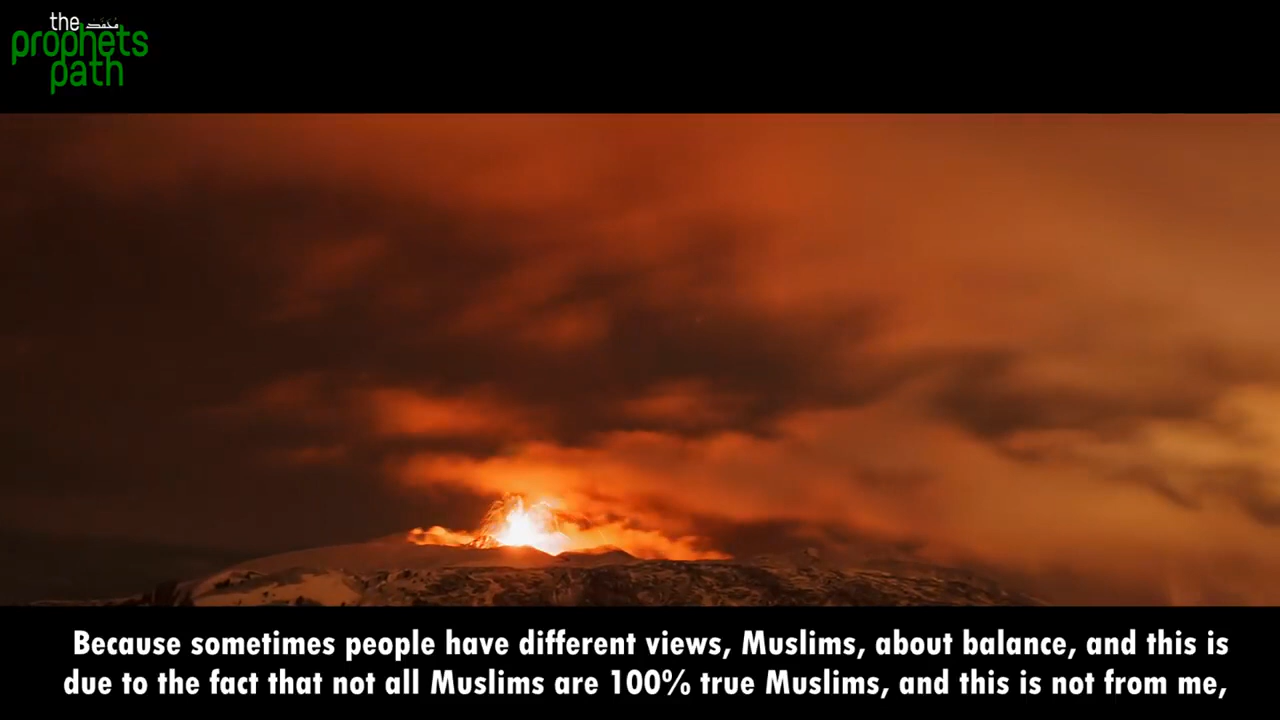 the محمد
prophets
path
Because sometimes people have different views, Muslims, about balance, and this is
due to the fact that not all Muslims are 100% true Muslims, and this is not from me,